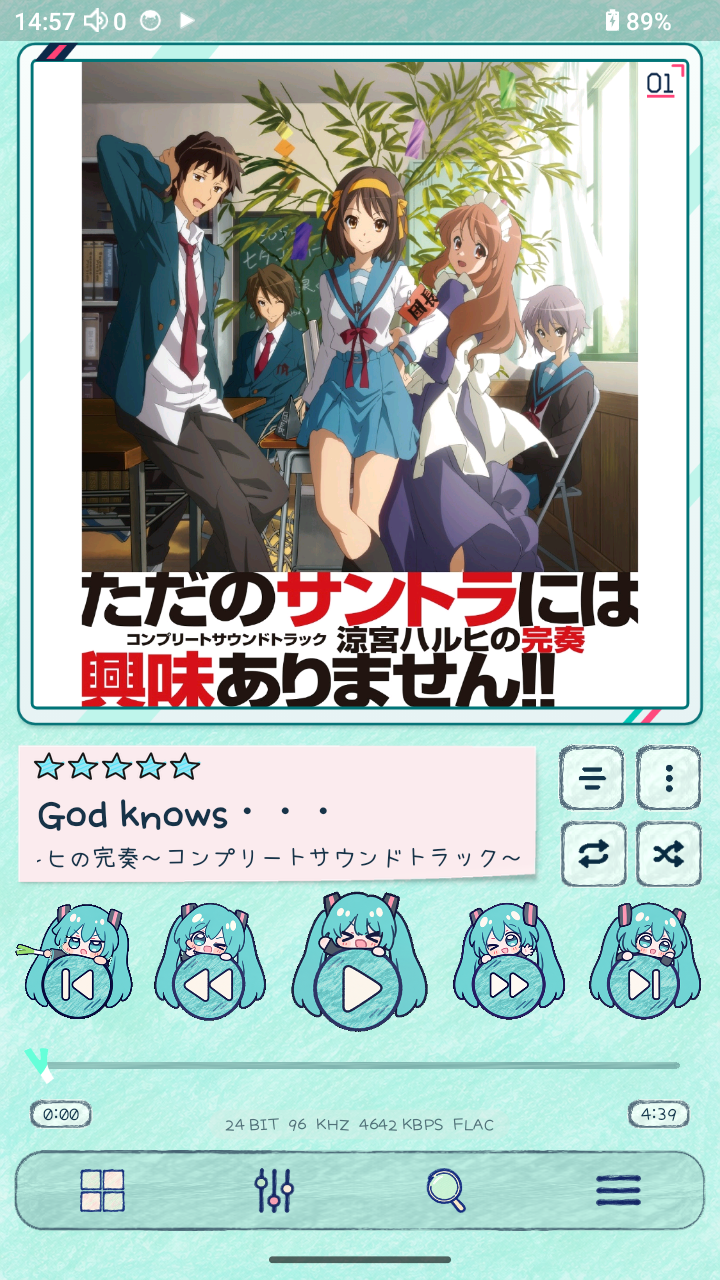 14:57 0 89%
01
SOS
団長
ただのサントラには
コンプリートサウンドトラック 涼宮ハルヒの完奏
興味ありません!!
God knows・・・
ヒの完奏～コンプリートサウンドトラック～
0:00 4:39
24 BIT 96 KHZ 4642 KBPS FLAC